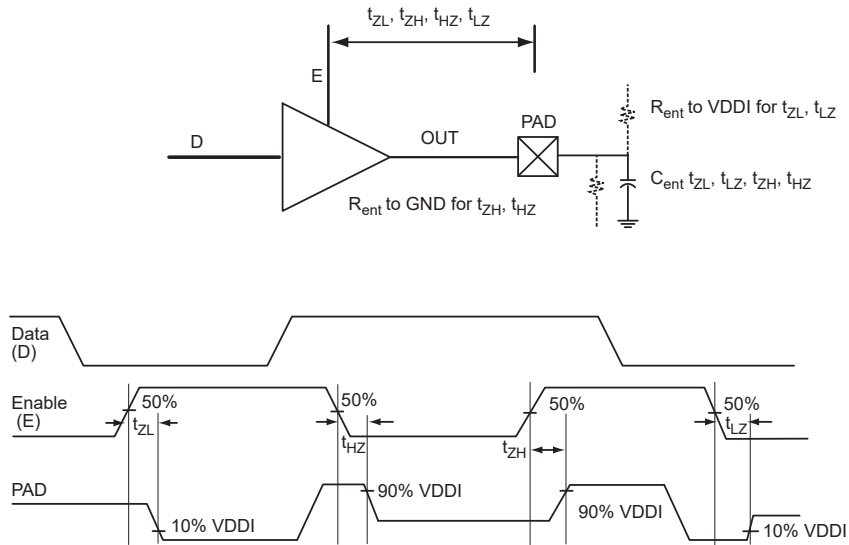 tZL, tZH, tHZ, tLZ
E
D
OUT
PAD
Rent to VDDI for tZL, tLZ
Cent tZL, tLZ, tZH, tHZ
Rent to GND for tZH, tHZ
Data
(D)
Enable
(E)
50%
50%
50%
50%
tZL
tHZ
tZH
tLZ
PAD
10% VDDI
90% VDDI
90% VDDI
10% VDDI